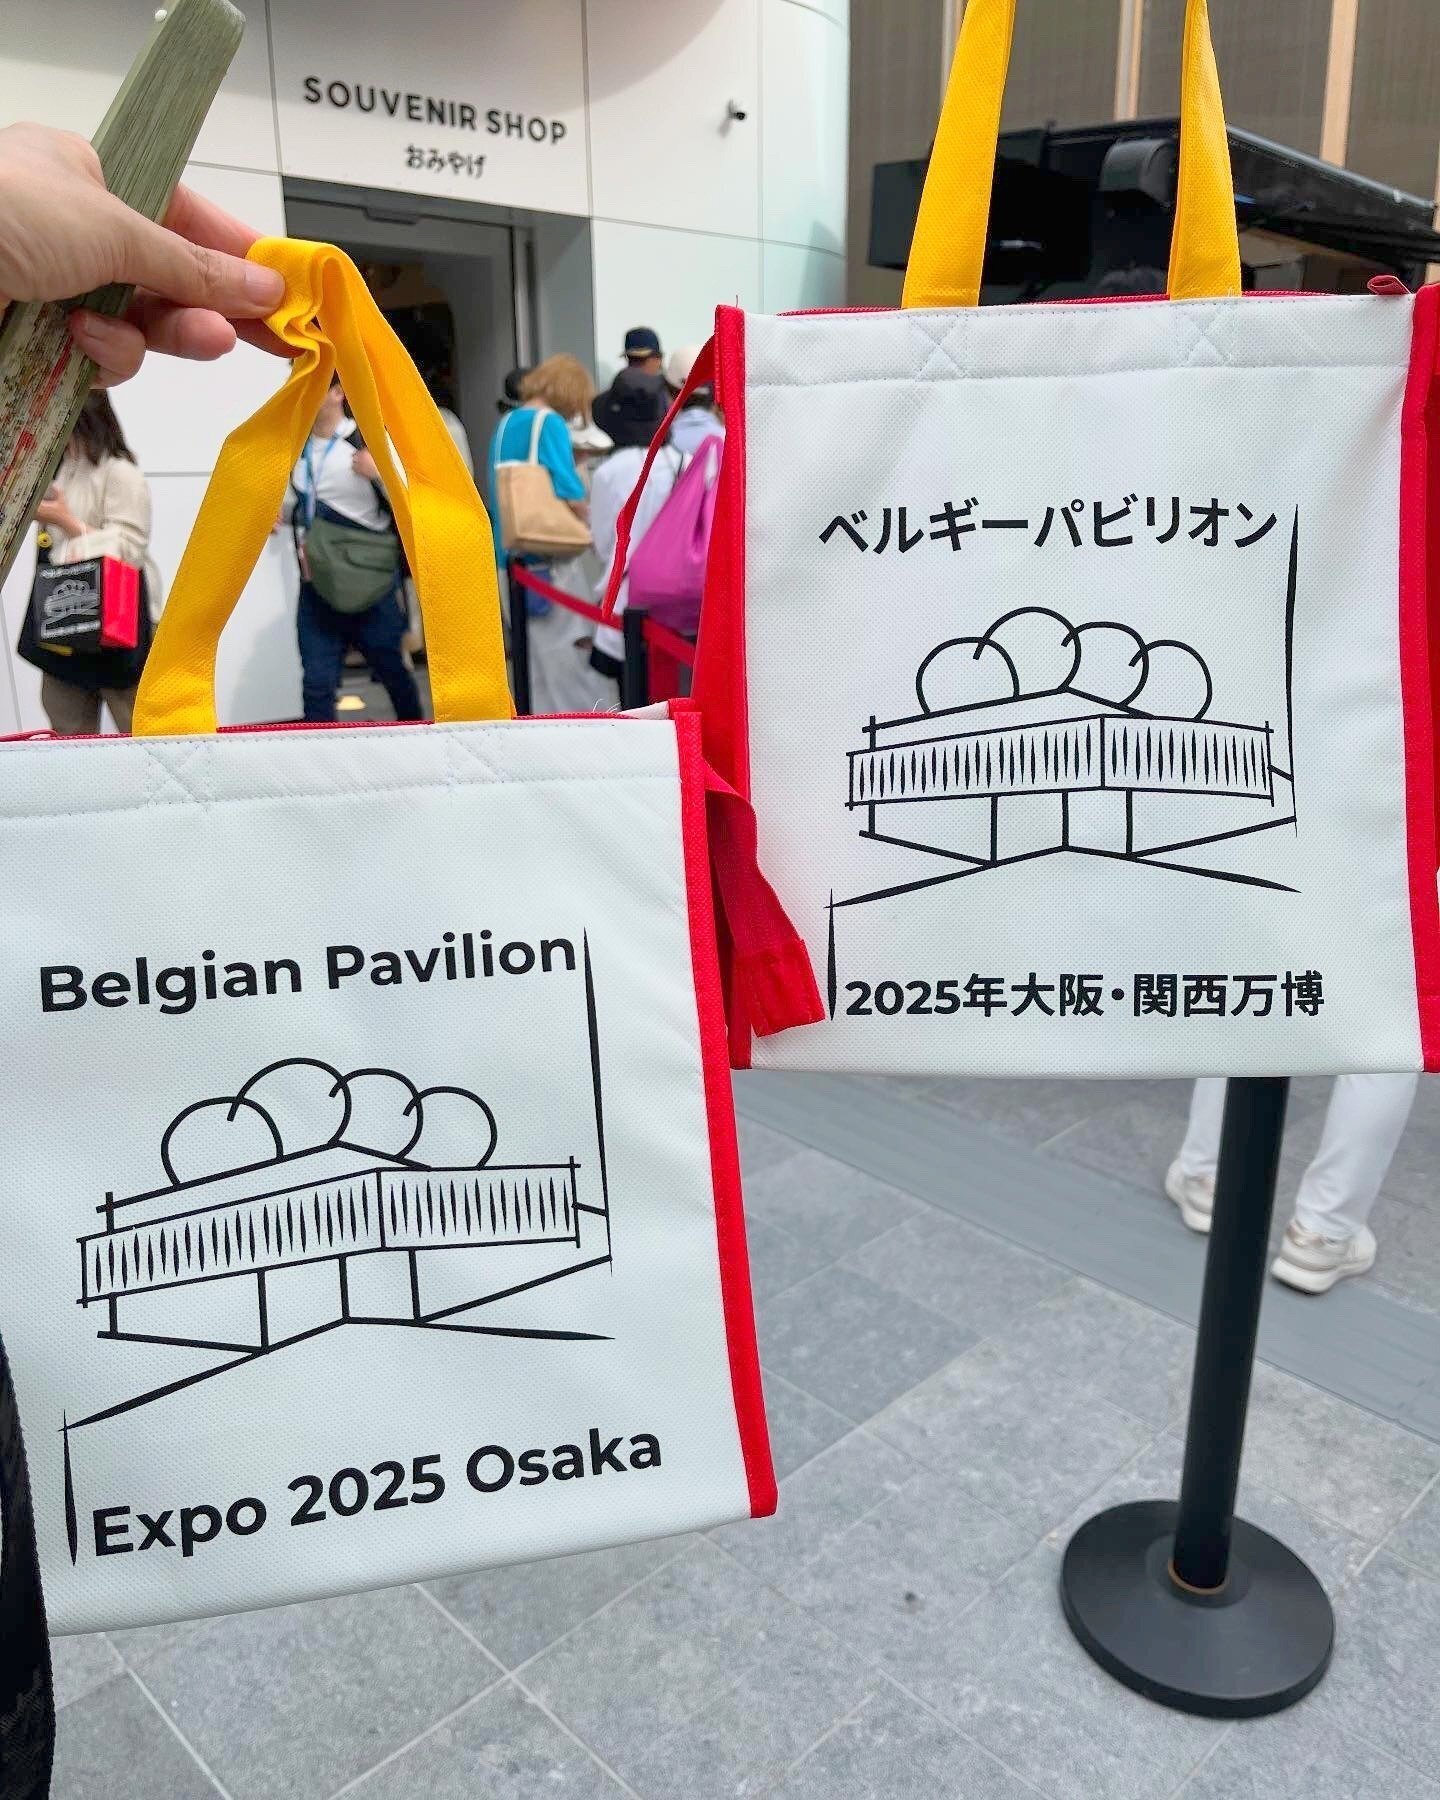 SOUVENIR SHOP
おみやげ
ベルギーパビリオン
2025年大阪・関西万博
Belgian Pavilion
Expo 2025 Osaka